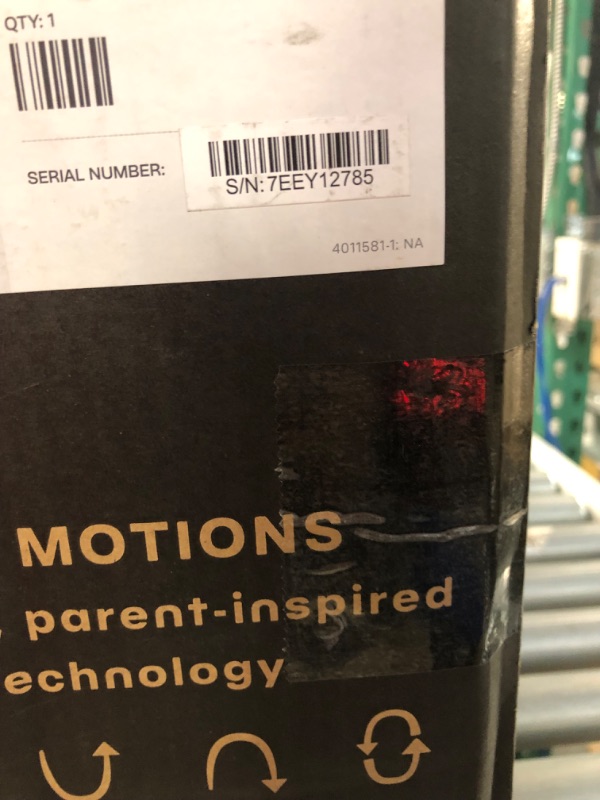 QTY: 1
SERIAL NUMBER:
S/N: 7EEY12785
4011581-1: NA
MOTIONS
, parent-inspired
echnology